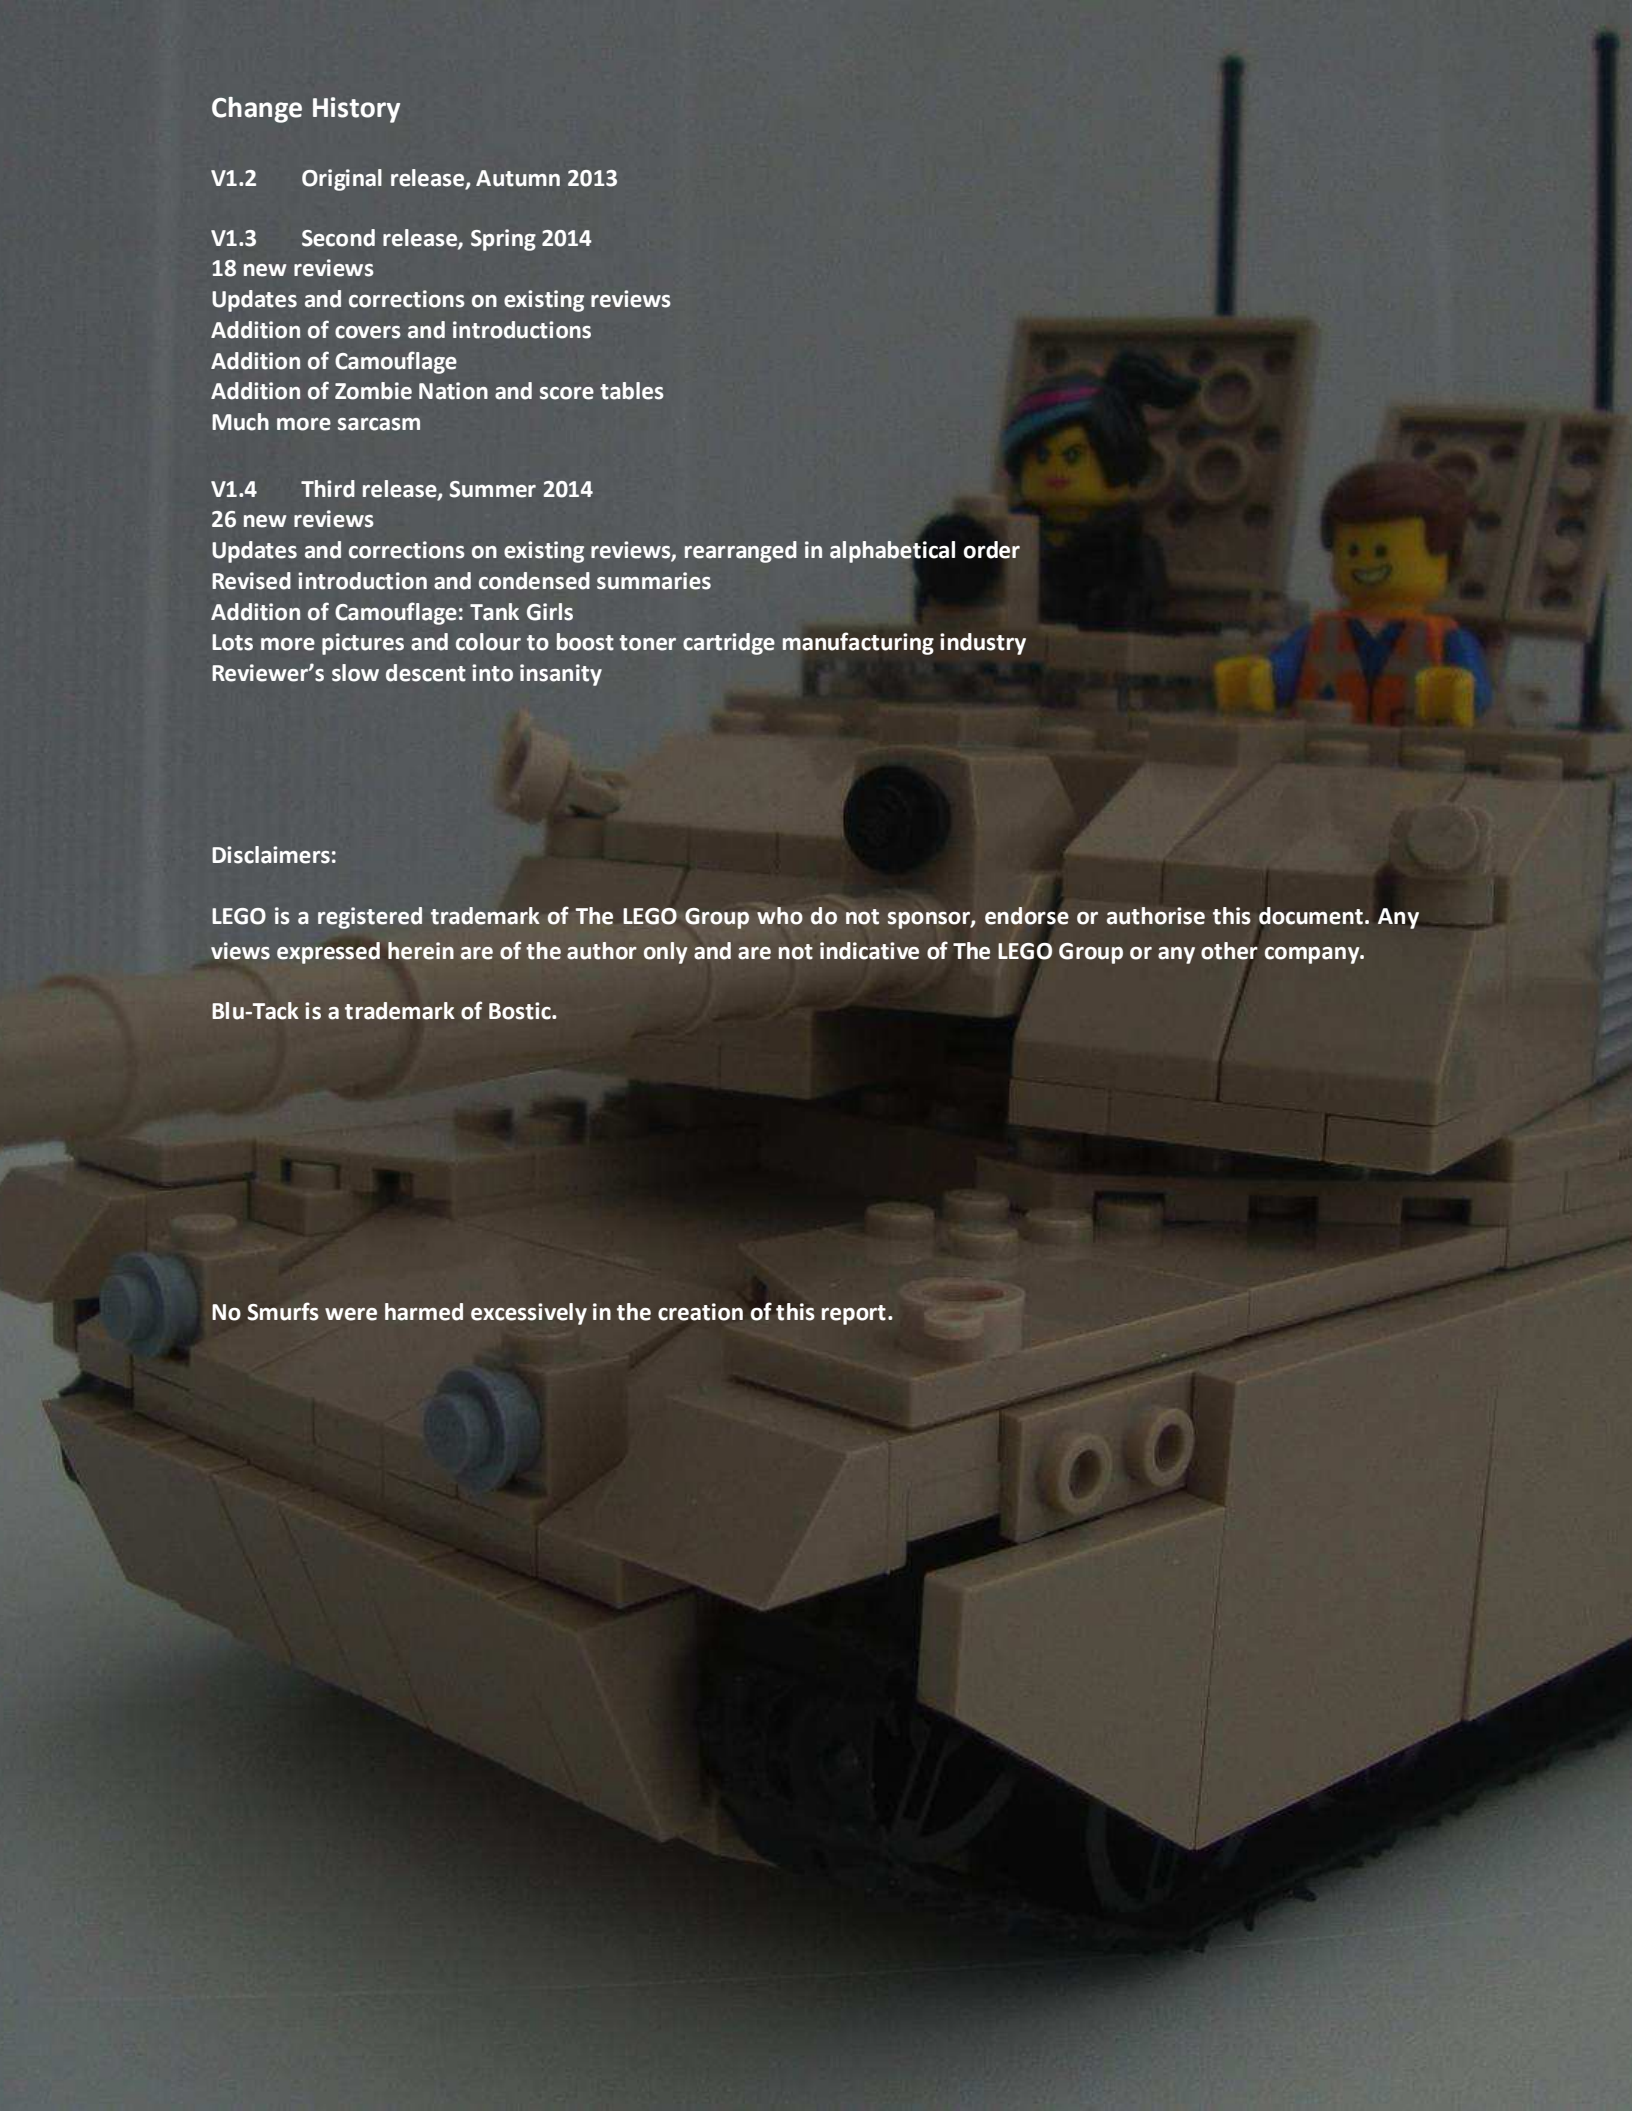 Change History
V1.2 Original release, Autumn 2013
V1.3 Second release, Spring 2014
18 new reviews
Updates and corrections on existing reviews
Addition of covers and introductions
Addition of Camouflage
Addition of Zombie Nation and score tables
Much more sarcasm
V1.4 Third release, Summer 2014
26 new reviews
Updates and corrections on existing reviews, rearranged in alphabetical order
Revised introduction and condensed summaries
Addition of Camouflage: Tank Girls
Lots more pictures and colour to boost toner cartridge manufacturing industry
Reviewer’s slow descent into insanity
Disclaimers:
LEGO is a registered trademark of The LEGO Group who do not sponsor, endorse or authorise this document. Any
views expressed herein are of the author only and are not indicative of The LEGO Group or any other company.
Blu-Tack is a trademark of Bostic.
No Smurfs were harmed excessively in the creation of this report.